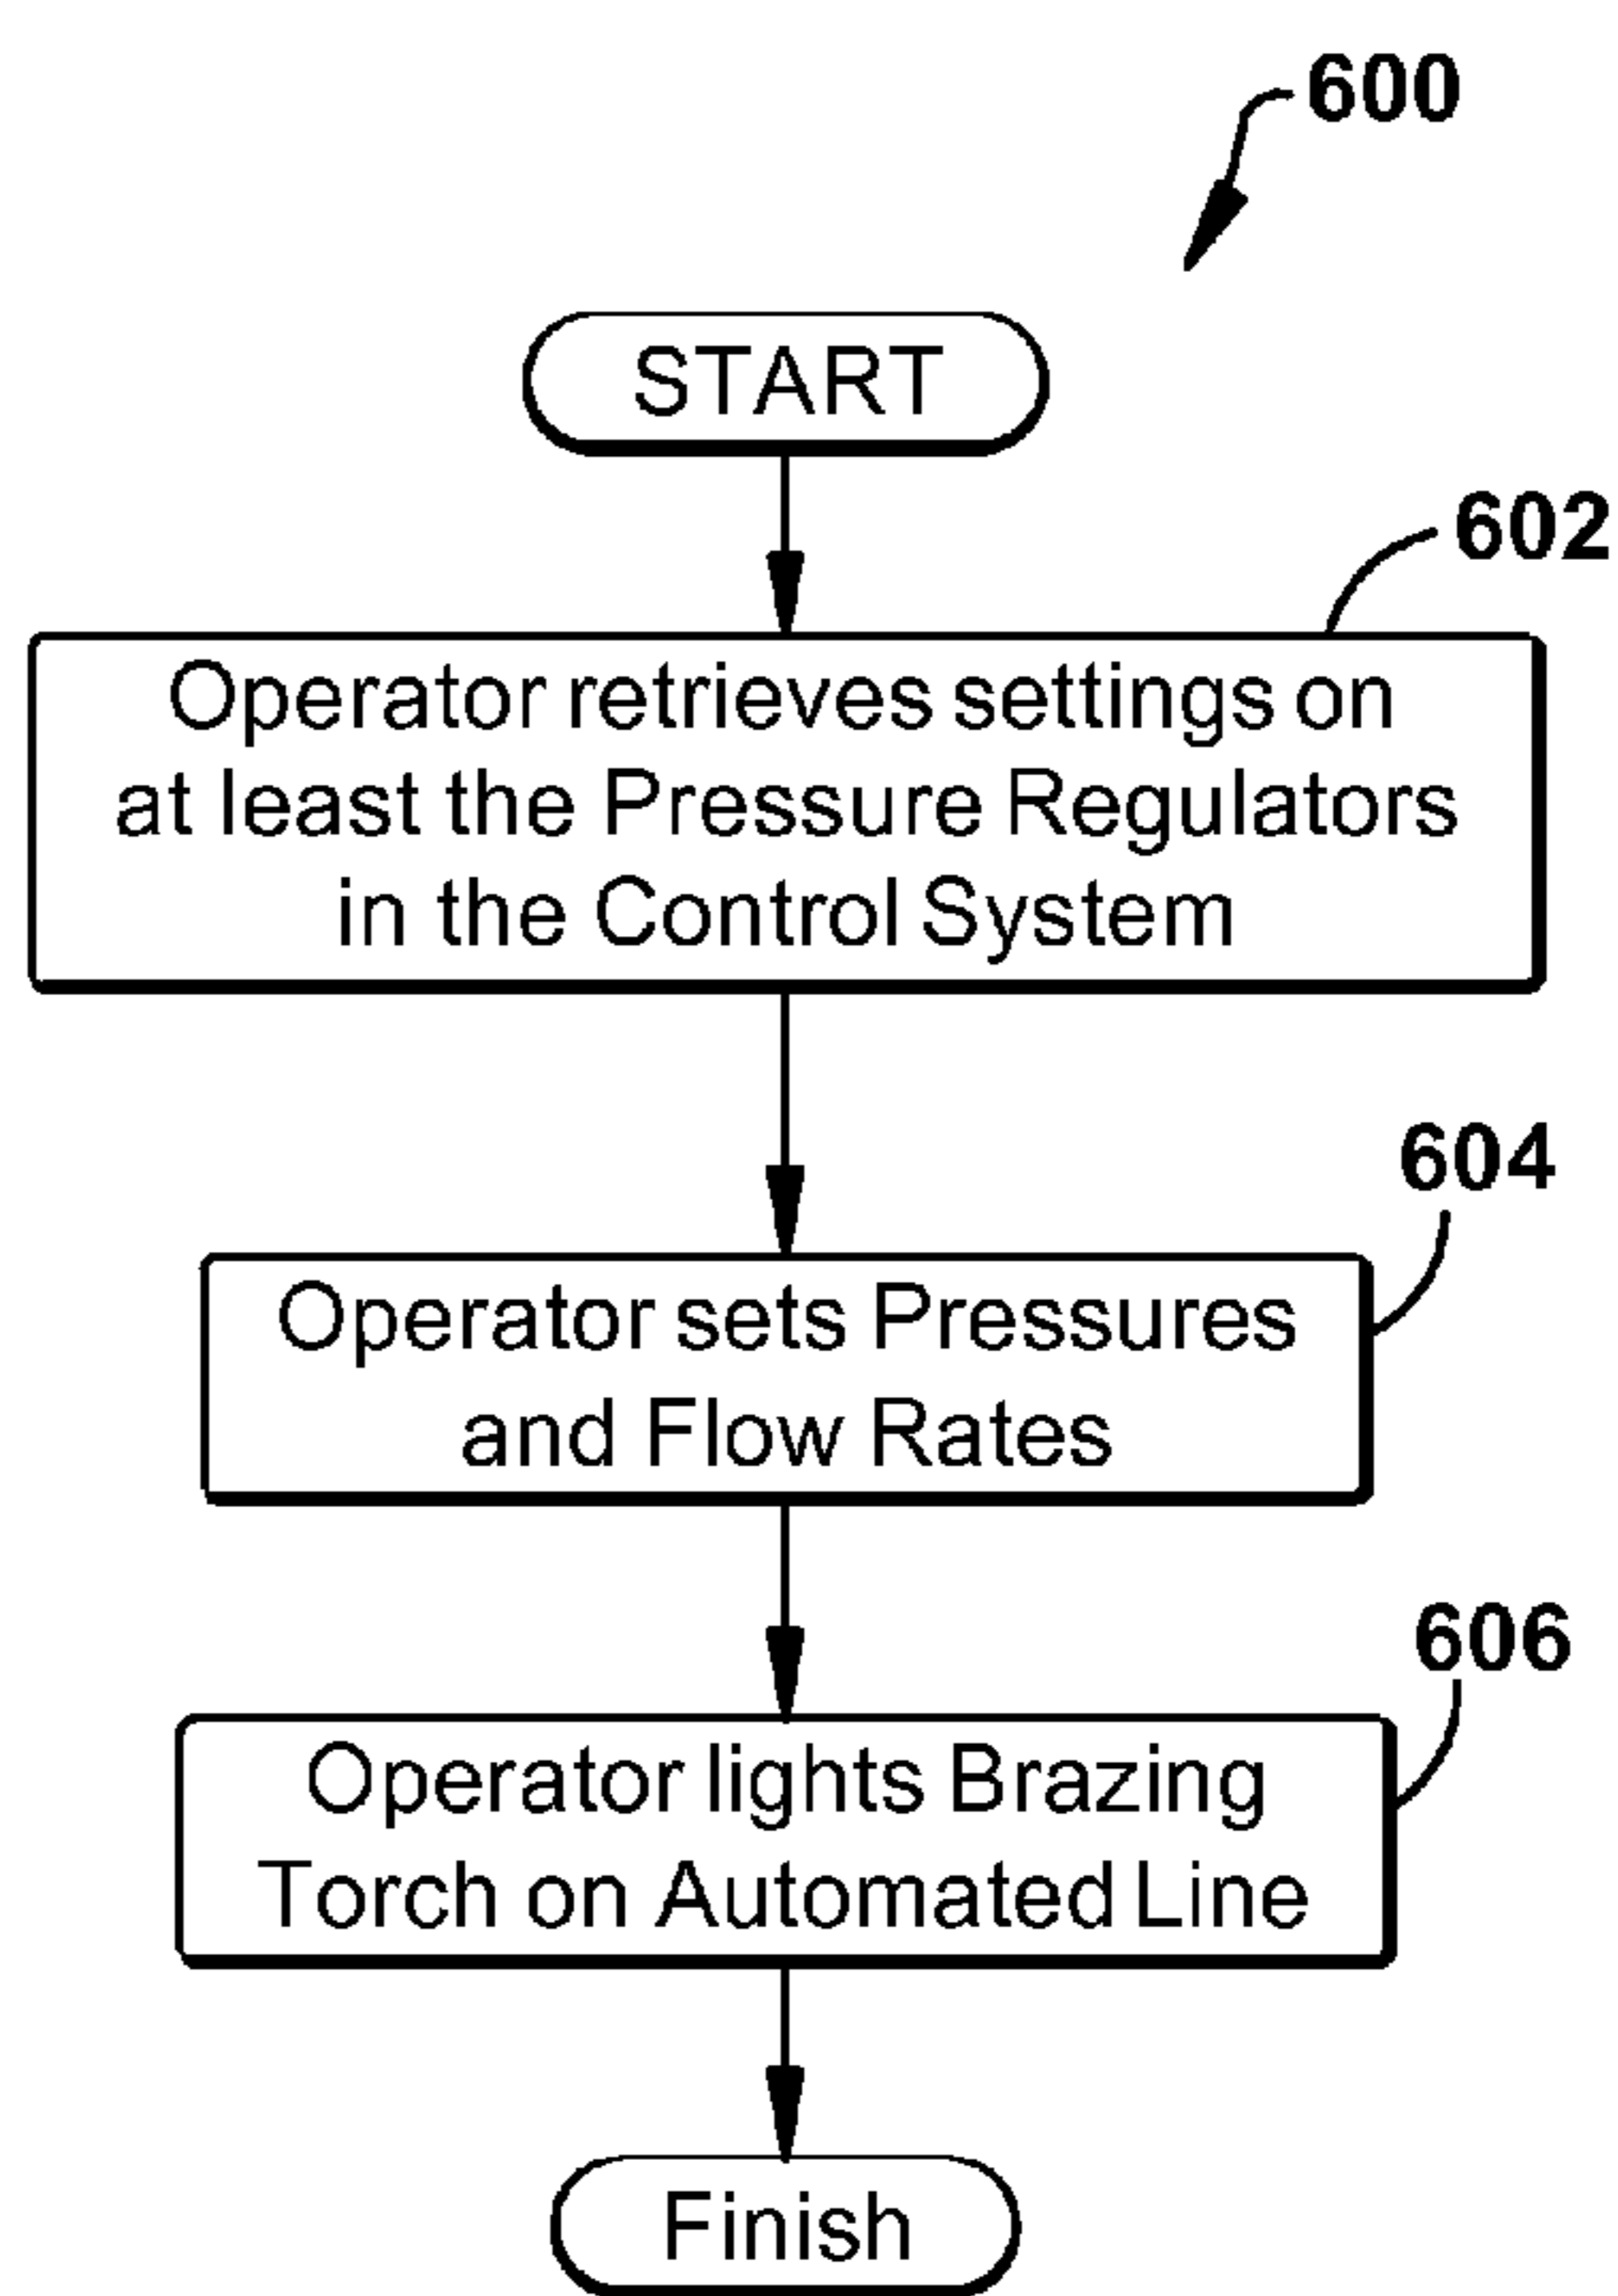 600
START
602
Operator retrieves settings on
at least the Pressure Regulators
in the Control System
604
Operator sets Pressures
and Flow Rates
606
Operator lights Brazing
Torch on Automated Line
Finish